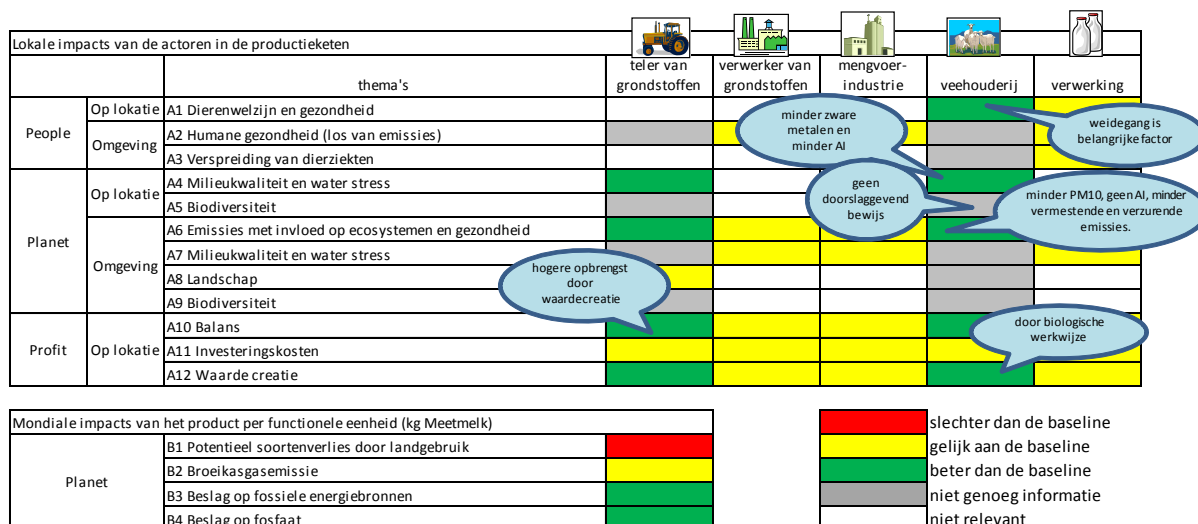 Lokale impacts van de actoren in de productieketen
thema's
teler van
grondstoffen
verwerker van
grondstoffen
mengvoer-
industrie
veehouderij
verwerking
People
Op lokatie
A1 Dierenwelzijn en gezondheid
Omgeving
A2 Humane gezondheid (los van emissies)
A3 Verspreiding van dierziekten
minder zware
metalen en
minder AI
weidegang is
belangrijke factor
Planet
Op lokatie
A4 Milieukwaliteit en water stress
A5 Biodiversiteit
geen
doorslaggevend
bewijs
minder PM10, geen AI, minder
vermestende en verzurende
emissies.
Omgeving
A6 Emissies met invloed op ecosystemen en gezondheid
A7 Milieukwaliteit en water stress
A8 Landschap
A9 Biodiversiteit
hogere opbrengst
door
waardecreatie
Profit
Op lokatie
A10 Balans
A11 Investeringskosten
A12 Waarde creatie
door biologische
werkwijze
Mondiale impacts van het product per functionele eenheid (kg Meetmelk)
Planet
B1 Potentieel soortenverlies door landgebruik
B2 Broeikasgasemissie
B3 Beslag op fossiele energiebronnen
B4 Beslag op fosfaat
slechter dan de baseline
gelijk aan de baseline
beter dan de baseline
niet genoeg informatie
niet relevant